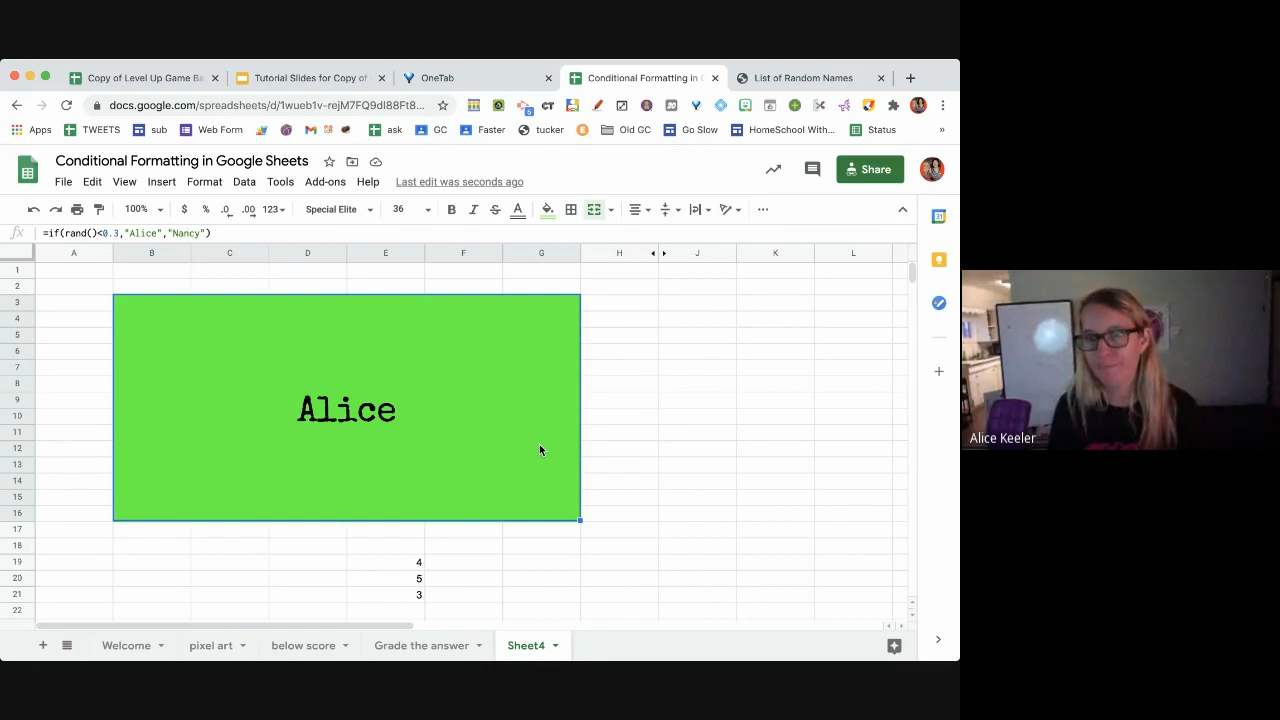 Copy of Level Up Game Ba
Tutorial Slides for Copy of
OneTab
Conditional Formatting in G
List of Random Names
docs.google.com/spreadsheets/d/1wueb1v-rejM7FQ9dI88Ft8...
Apps
TWEETS
sub
Web Form
ask
GC
Faster
tucker
Old GC
Go Slow
HomeSchool With...
Status
»
Conditional Formatting in Google Sheets
Share
File Edit View Insert Format Data Tools Add-ons Help Last edit was seconds ago
100% $ % .0 .00 123 Special Elite 36 B I S A
fx =if(rand()<0.3,"Alice","Nancy")
A B C D E F G H J K L
1
2
3
4
5
6
7
8
9
10
11
12
13
14
15
16
17
18
19
20
21
22
Alice
4
5
3
Welcome
pixel art
below score
Grade the answer
Sheet4
Alice Keeler